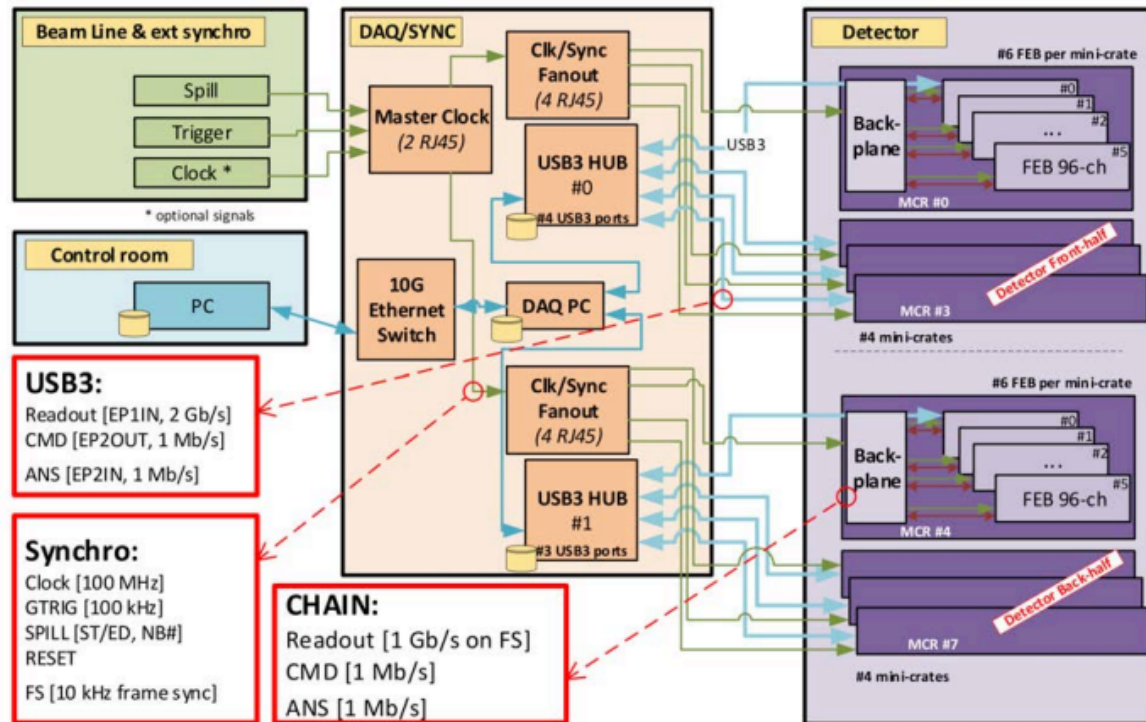 Beam Line & ext synchro
Spill
Trigger
Clock *
* optional signals
Control room
PC
DAQ/SYNC
Master Clock
(2 RJ45)
Clk/Sync
Fanout
(4 RJ45)
USB3 HUB
#0
#4 USB3 ports
10G
Ethernet
Switch
DAQ PC
Clk/Sync
Fanout
(4 RJ45)
USB3 HUB
#1
#3 USB3 ports
USB3
Detector
#6 FEB per mini-crate
Back-
plane
#0
#1
#2
...
#5
FEB 96-ch
MCR #0
Detector Front-half
MCR #3
#4 mini-crates
#6 FEB per mini-crate
Back-
plane
#0
#1
#2
...
#5
FEB 96-ch
MCR #4
Detector Back-half
MCR #7
#4 mini-crates
USB3:
Readout [EP1IN, 2 Gb/s]
CMD [EP2OUT, 1 Mb/s]
ANS [EP2IN, 1 Mb/s]
Synchro:
Clock [100 MHz]
GTRIG [100 kHz]
SPILL [ST/ED, NB#]
RESET
FS [10 kHz frame sync]
CHAIN:
Readout [1 Gb/s on FS]
CMD [1 Mb/s]
ANS [1 Mb/s]